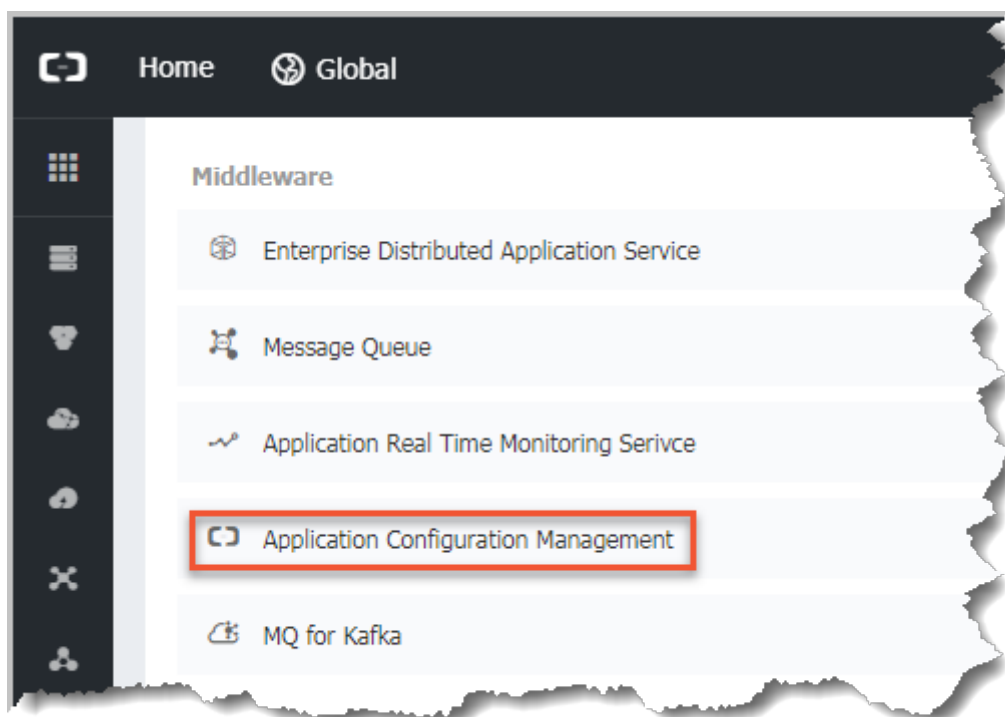 Home Global
Middleware
Enterprise Distributed Application Service
Message Queue
Application Real Time Monitoring Serivce
Application Configuration Management
MQ for Kafka